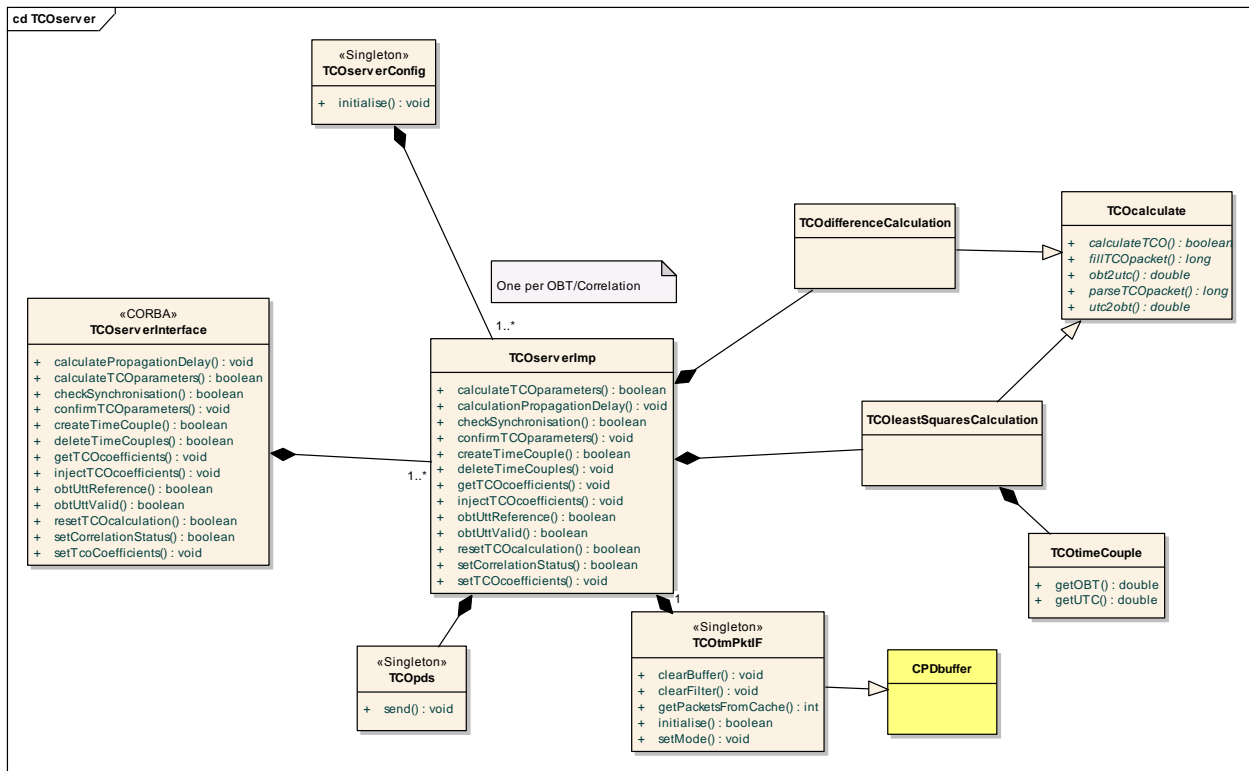 cd TCOserver
«Singleton»
TCOserverConfig
+ initialise() : void
One per OBT/Correlation
1..*
«CORBA»
TCOserverInterface
+ calculatePropagationDelay() : void
+ calculateTCOparameters() : boolean
+ checkSynchronisation() : boolean
+ confirmTCOparameters() : void
+ createTimeCouple() : boolean
+ deleteTimeCouples() : boolean
+ getTCOcoefficients() : void
+ injectTCOcoefficients() : void
+ obtUttReference() : boolean
+ obtUttValid() : boolean
+ resetTCOcalculation() : boolean
+ setCorrelationStatus() : boolean
+ setTcoCoefficients() : void
1..*
TCOserverImp
+ calculateTCOparameters() : boolean
+ calculationPropagationDelay() : void
+ checkSynchronisation() : boolean
+ confirmTCOparameters() : void
+ createTimeCouple() : boolean
+ deleteTimeCouples() : void
+ getTCOcoefficients() : void
+ injectTCOcoefficients() : void
+ obtUttReference() : boolean
+ obtUttValid() : boolean
+ resetTCOcalculation() : boolean
+ setCorrelationStatus() : boolean
+ setTCOcoefficients() : void
TCOdifferenceCalculation
TCOcalculate
+ calculateTCO() : boolean
+ fillTCOpacket() : long
+ obt2utc() : double
+ parseTCOpacket() : long
+ utc2obt() : double
TCOleastSquaresCalculation
TCOtimeCouple
+ getOBT() : double
+ getUTC() : double
«Singleton»
TCOpds
+ send() : void
1
«Singleton»
TCOtmPktIF
+ clearBuffer() : void
+ clearFilter() : void
+ getPacketsFromCache() : int
+ initialise() : boolean
+ setMode() : void
CPDbuffer